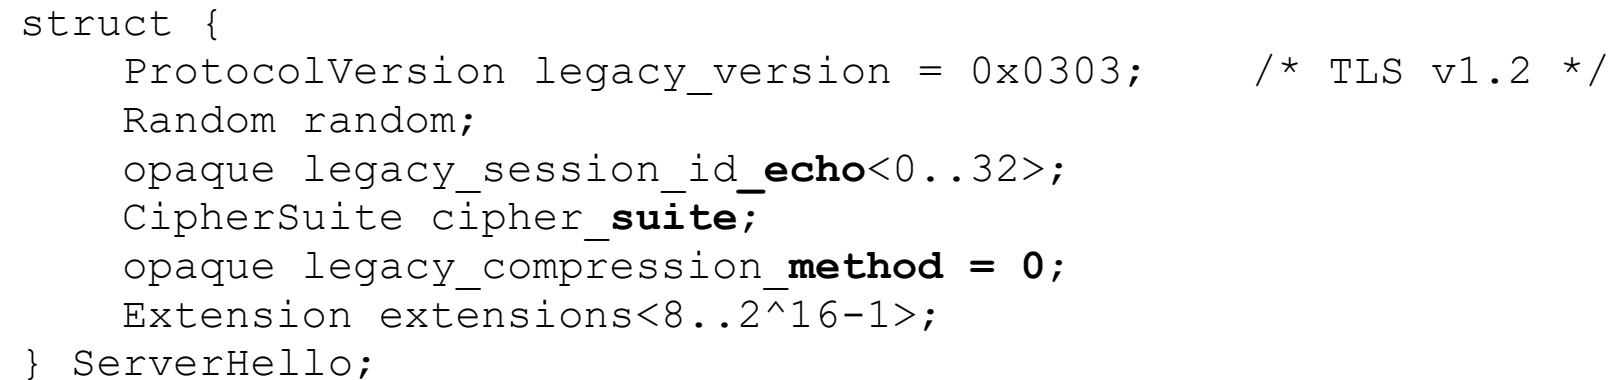 struct {
    ProtocolVersion legacy_version = 0x0303;    /* TLS v1.2 */
    Random random;
    opaque legacy_session_id_echo<0..32>;
    CipherSuite cipher_suite;
    opaque legacy_compression_method = 0;
    Extension extensions<8..2^16-1>;
} ServerHello;